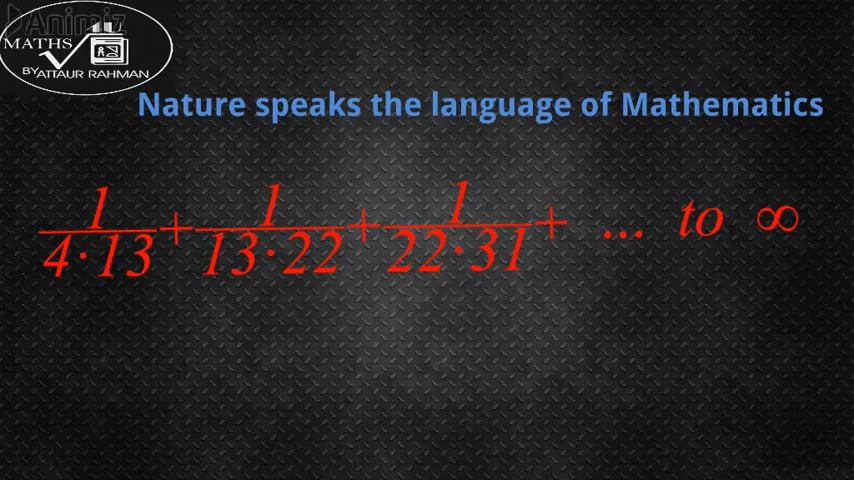 Animiz
MATHS
BY ATTAUR RAHMAN
Nature speaks the language of Mathematics
1/(4·13) + 1/(13·22) + 1/(22·31) + ... to ∞